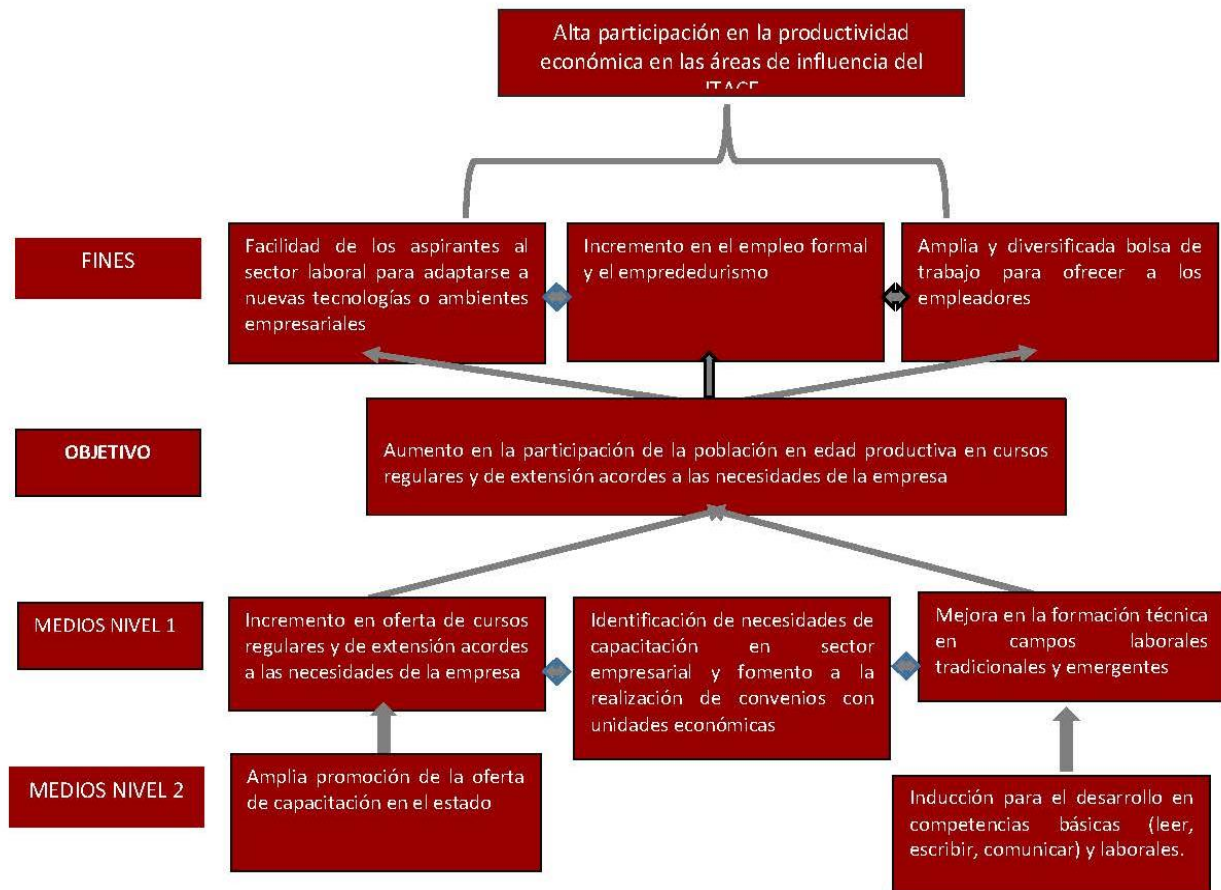 Alta participación en la productividad
económica en las áreas de influencia del
FINES
Facilidad de los aspirantes al
sector laboral para adaptarse a
nuevas tecnologías o ambientes
empresariales
Incremento en el empleo formal
y el emprededurismo
Amplia y diversificada bolsa de
trabajo para ofrecer a los
empleadores
OBJETIVO
Aumento en la participación de la población en edad productiva en cursos
regulares y de extensión acordes a las necesidades de la empresa
MEDIOS NIVEL 1
Incremento en oferta de cursos
regulares y de extensión acordes
a las necesidades de la empresa
Identificación de necesidades de
capacitación en sector
empresarial y fomento a la
realización de convenios con
unidades económicas
Mejora en la formación técnica
en campos laborales
tradicionales y emergentes
MEDIOS NIVEL 2
Amplia promoción de la oferta
de capacitación en el estado
Inducción para el desarrollo en
competencias básicas (leer,
escribir, comunicar) y laborales.